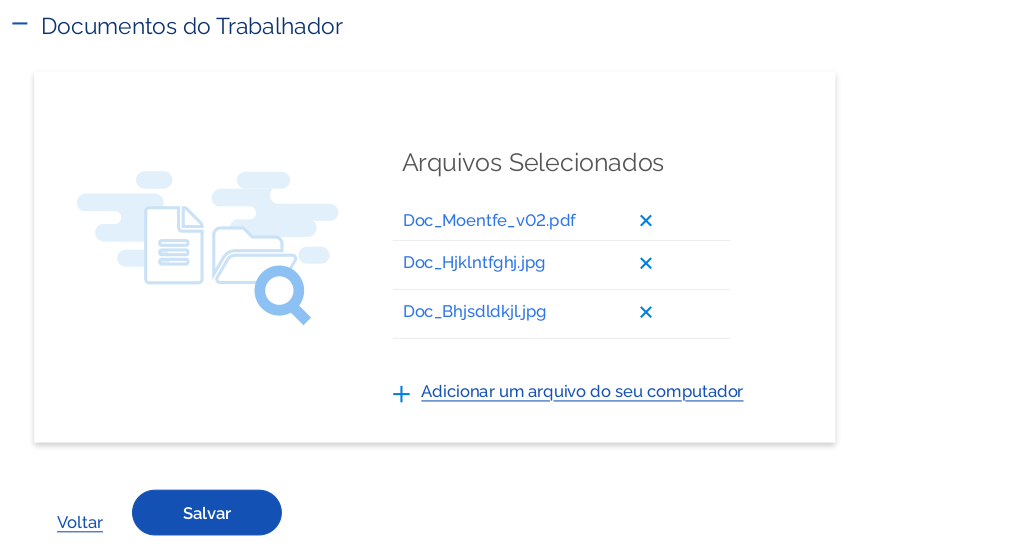 Documentos do Trabalhador
Arquivos Selecionados
Doc_Moentfe_v02.pdf
Doc_Hjklntfghj.jpg
Doc_Bhjsdldkjl.jpg
Adicionar um arquivo do seu computador
Voltar
Salvar